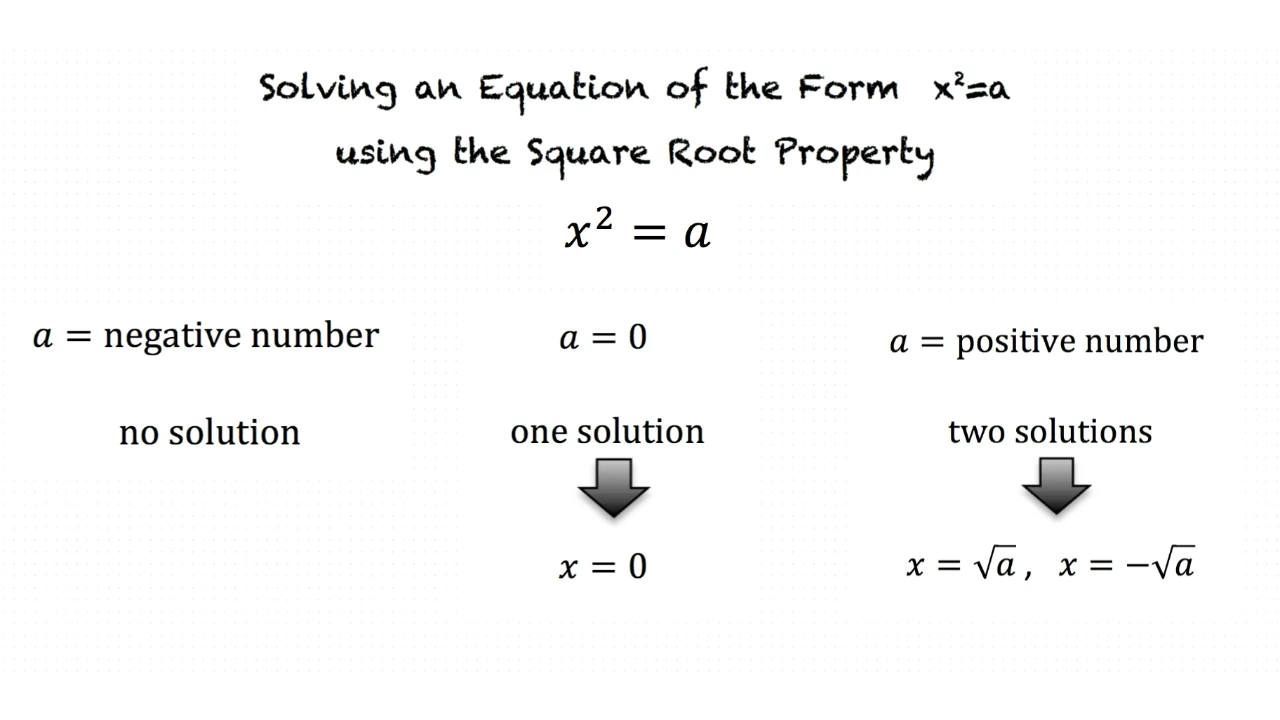 Solving an Equation of the Form x²=a
using the Square Root Property
x² = a
a = negative number
a = 0
a = positive number
no solution
one solution
two solutions
x = 0
x = √a , x = −√a